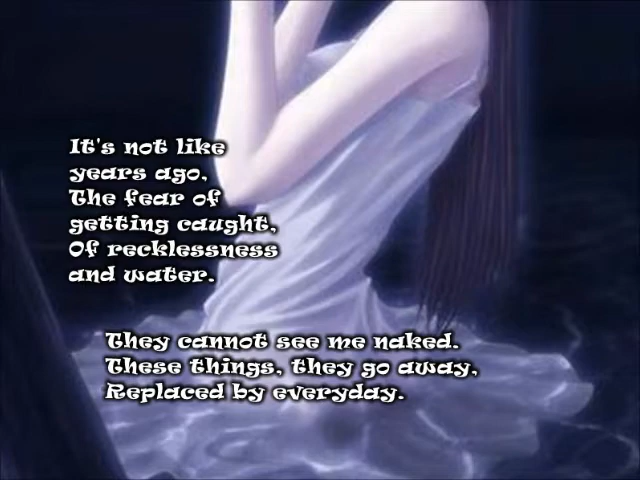 It's not like
years ago,
The fear of
getting caught,
Of recklessness
and water.
They cannot see me naked.
These things, they go away,
Replaced by everyday.